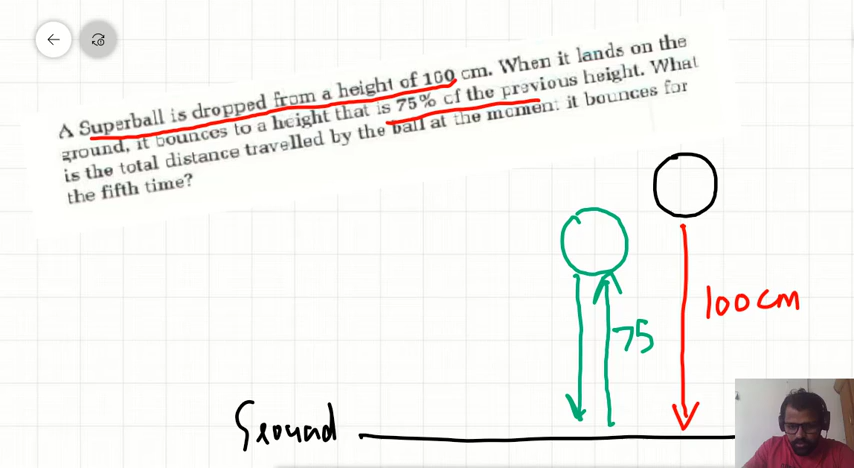 A Superball is dropped from a height of 100 cm. When it lands on the
ground, it bounces to a height that is 75% of the previous height. What
is the total distance travelled by the ball at the moment it bounces for
the fifth time?
100cm
75
Ground